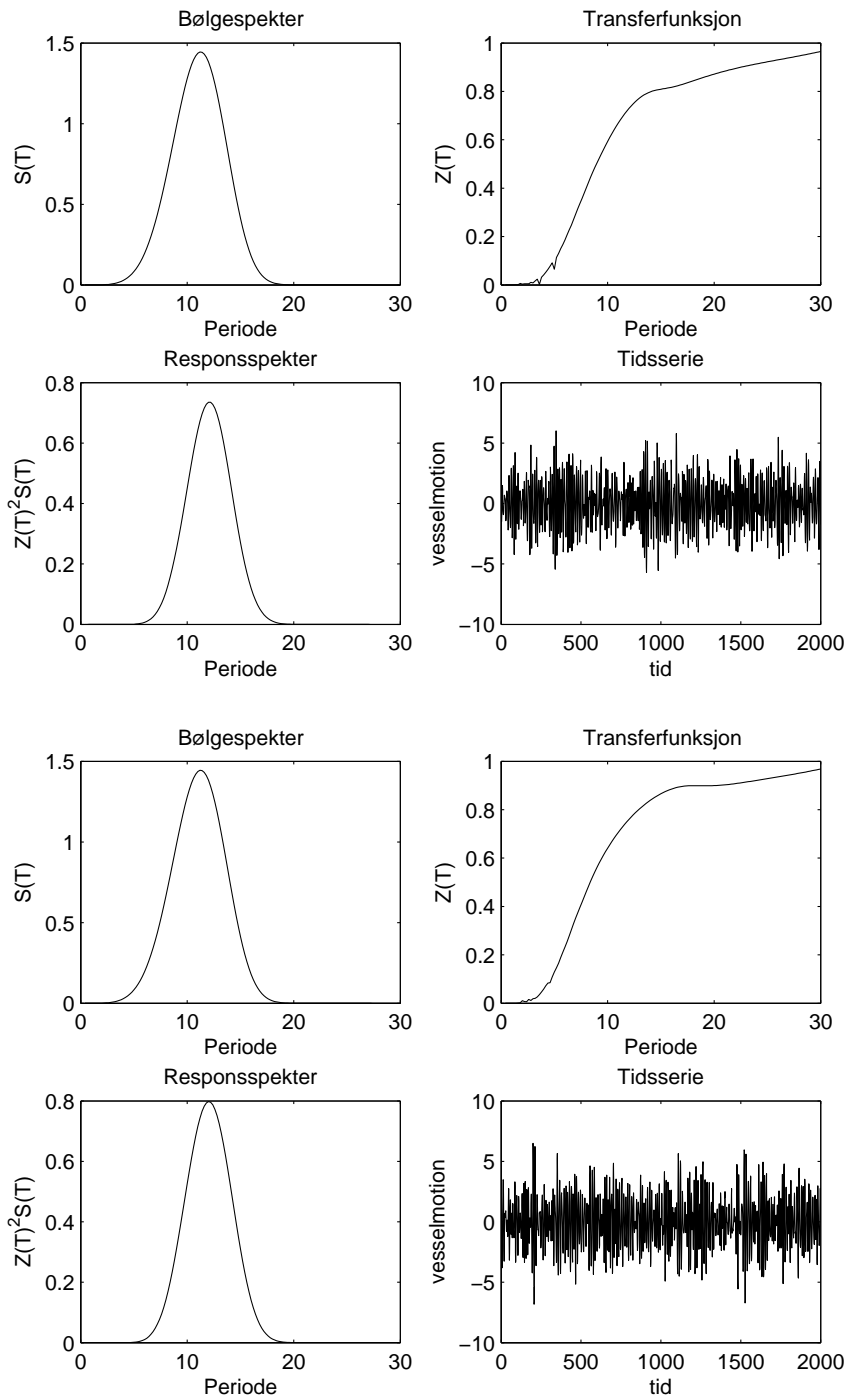 Bølgespekter
1.5
1
0.5
0
S(T)
0 10 20 30
Periode
Transferfunksjon
1
0.8
0.6
0.4
0.2
0
Z(T)
0 10 20 30
Periode
Responsspekter
0.8
0.6
0.4
0.2
0
Z(T)²S(T)
0 10 20 30
Periode
Tidsserie
10
5
0
−5
−10
vesselmotion
0 500 1000 1500 2000
tid
Bølgespekter
1.5
1
0.5
0
S(T)
0 10 20 30
Periode
Transferfunksjon
1
0.8
0.6
0.4
0.2
0
Z(T)
0 10 20 30
Periode
Responsspekter
0.8
0.6
0.4
0.2
0
Z(T)²S(T)
0 10 20 30
Periode
Tidsserie
10
5
0
−5
−10
vesselmotion
0 500 1000 1500 2000
tid